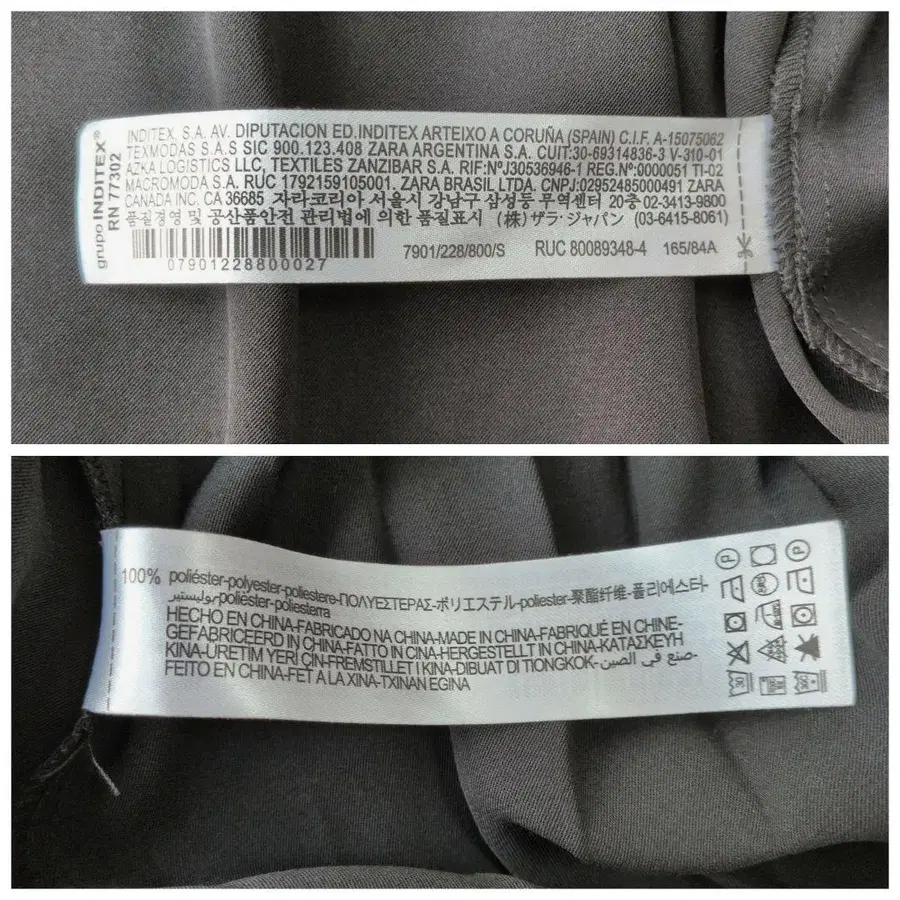 grupo INDITEX®
RN 77302
INDITEX, S.A. AV. DIPUTACION ED.INDITEX ARTEIXO A CORUÑA (SPAIN) C.I.F. A-15075062
TEXMODAS S.A.S SIC 900.123.408 ZARA ARGENTINA S.A. CUIT:30-69314836-3 V-310-01
AZKA LOGISTICS LLC, TEXTILES ZANZIBAR S.A. RIF:NºJ30536946-1 REG.Nº:0000051 TI-02
MACROMODA S.A. RUC 1792159105001. ZARA BRASIL LTDA. CNPJ:02952485000491 ZARA
CANADA INC. CA 36685 자라코리아 서울시 강남구 삼성동 무역센터 20층 02-3413-9800
품질경영 및 공산품안전 관리법에 의한 품질표시 (株) ザラ・ジャパン (03-6415-8061)
07901228800027
7901/228/800/S RUC 80089348-4 165/84A
100% poliéster-polyester-poliestere-ΠΟΛΥΕΣΤΕΡΑΣ-ポリエステル-poliester-聚酯纤维-폴리에스타-
بوليستير-poliéster-poliesterra
HECHO EN CHINA-FABRICADO NA CHINA-MADE IN CHINA-FABRIQUÉ EN CHINE-
GEFABRICEERD IN CHINA-FATTO IN CINA-HERGESTELLT IN CHINA-ΚΑΤΑΣΚΕΥΗ
ΚΙΝΑ-URETIM YERİ ÇİN-FREMSTILLET I KINA-DIBUAT DI TIONGKOK-صنع في الصين-
FEITO EN CHINA-FET A LA XINA-TXINAN EGINA
P P